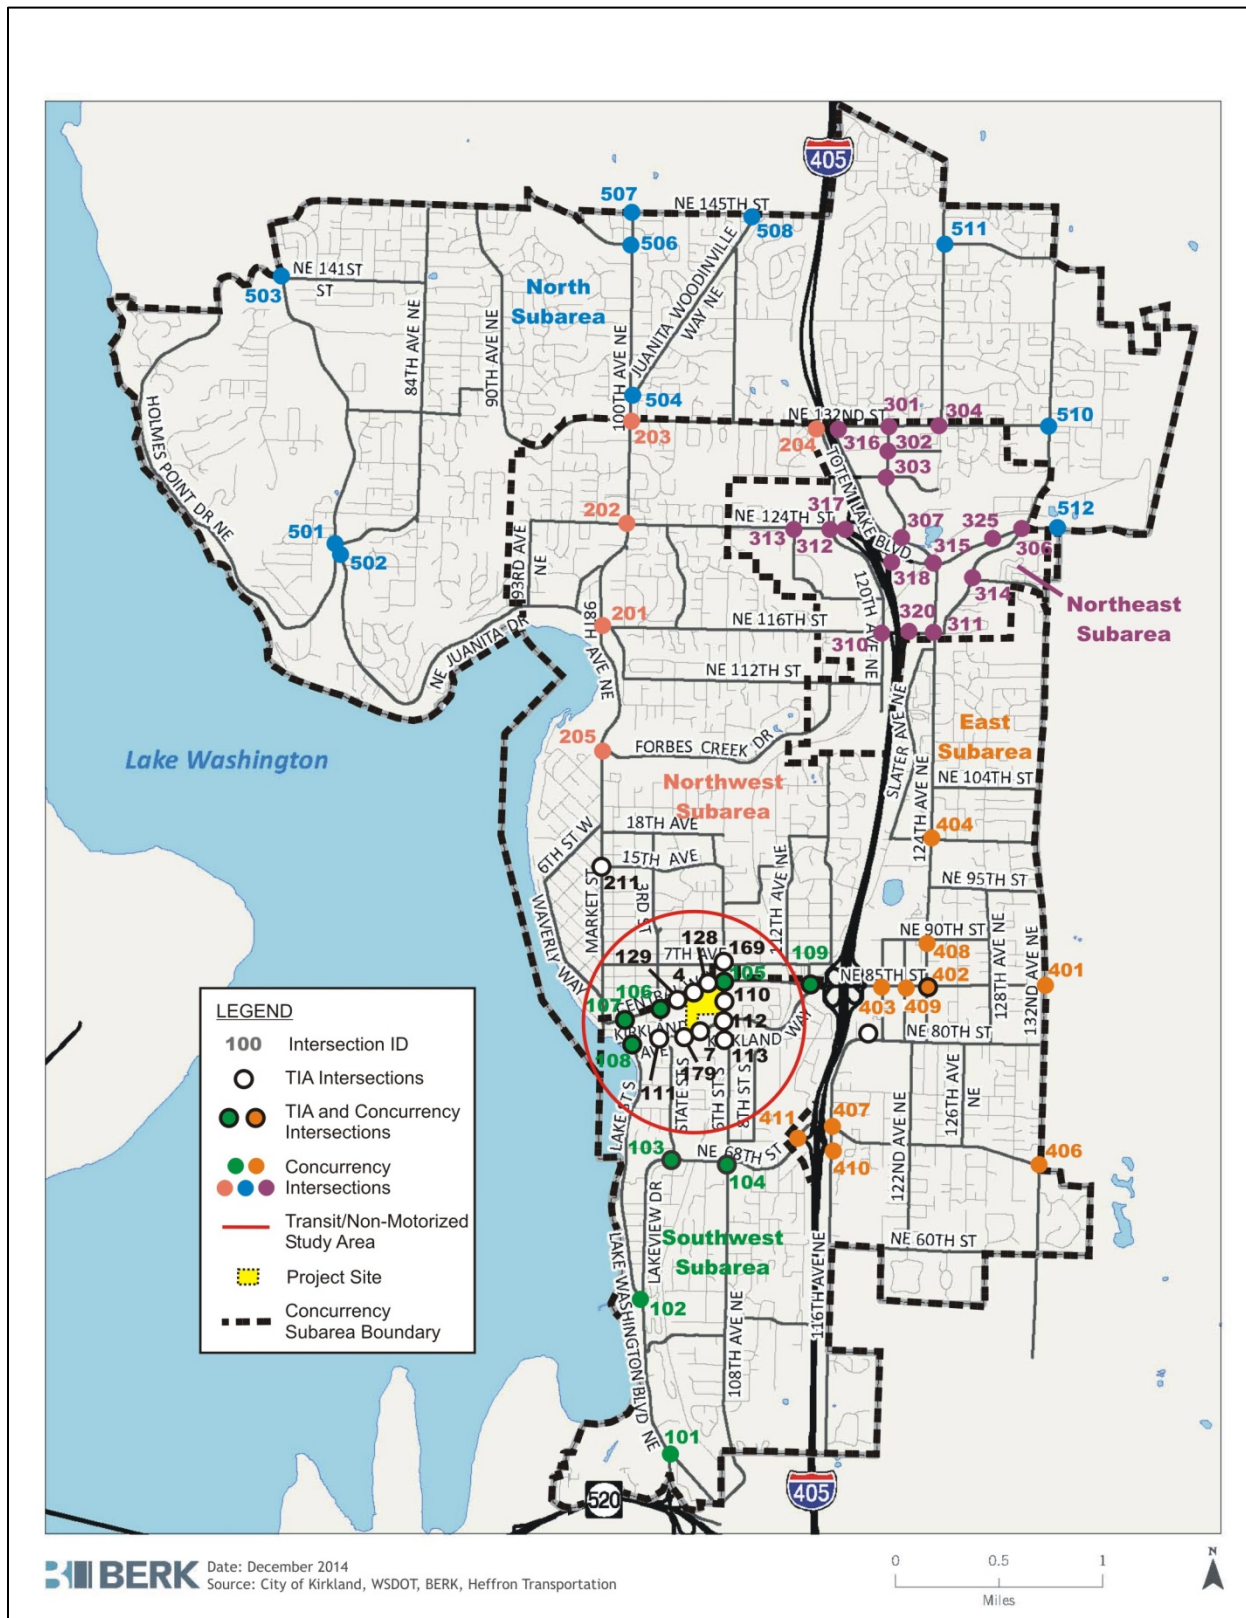 405
507
NE 145TH ST
508
506
511
NE 141ST
ST
503
North
Subarea
JUANITA WOODINVILLE
WAY NE
84TH AVE NE
90TH AVE NE
100TH AVE NE
504
203
NE 132ND ST
204
316
301
304
302
303
510
HOLMES POINT DR NE
TOTEM LAKE BLVD
202
NE 124TH ST
317
313
312
307
315
325
306
512
318
314
501
502
93RD AVE
NE
120TH AVE NE
Northeast
Subarea
98TH AVE NE
201
NE 116TH ST
310
320
311
NE JUANITA DR
NE 112TH ST
SLATER AVE NE
East
Subarea
205
FORBES CREEK DR
Lake Washington
Northwest
Subarea
NE 104TH ST
124TH AVE NE
404
6TH ST W
18TH AVE
15TH AVE
211
MARKET ST
3RD ST
112TH AVE NE
NE 95TH ST
WAVERLY WAY
NE 90TH ST
408
128TH AVE NE
132ND AVE NE
128
169
129
4
7TH AVE
105
109
106
107
CENTRAL W
110
NE 85TH ST
403
409
402
401
KIRKLAND
AVE
112
KIRKLAND
WAY
NE 80TH ST
108
111
7
179
113
STATE ST S
6TH ST S
8TH ST S
LAKE ST S
126TH AVE
NE
122ND AVE NE
411
407
410
406
103
NE 68TH ST
104
LAKEVIEW DR
Southwest
Subarea
NE 60TH ST
102
LAKE WASHINGTON BLVD NE
108TH AVE NE
116TH AVE NE
101
520
405
LEGEND
100 Intersection ID
TIA Intersections
TIA and Concurrency
Intersections
Concurrency
Intersections
Transit/Non-Motorized
Study Area
Project Site
Concurrency
Subarea Boundary
BERK
Date: December 2014
Source: City of Kirkland, WSDOT, BERK, Heffron Transportation
0 0.5 1
Miles
N